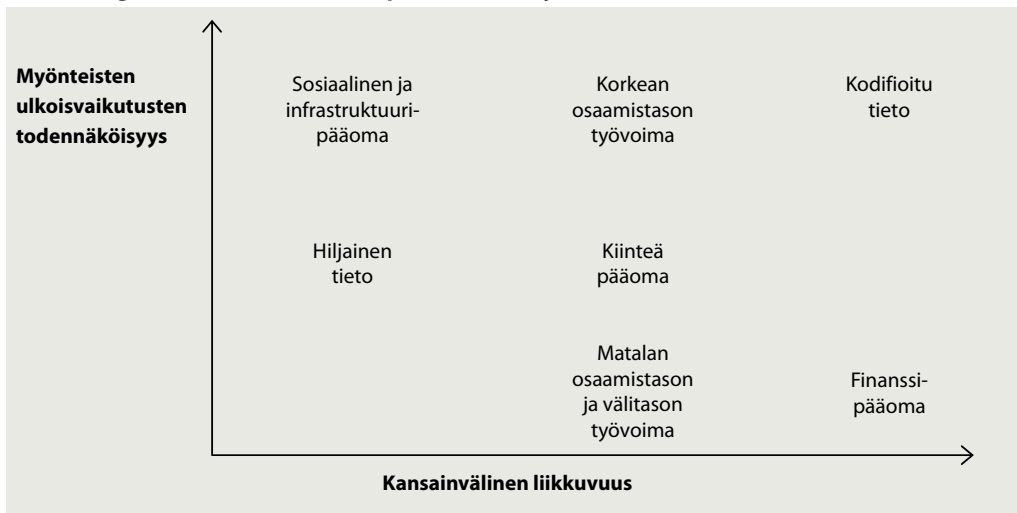 Myönteisten
ulkoisvaikutusten
todennäköisyys
Sosiaalinen ja
infrastruktuuri-
pääoma
Korkean
osaamistason
työvoima
Kodifioitu
tieto
Hiljainen
tieto
Kiinteä
pääoma
Matalan
osaamistason
ja välitason
työvoima
Finanssi-
pääoma
Kansainvälinen liikkuvuus